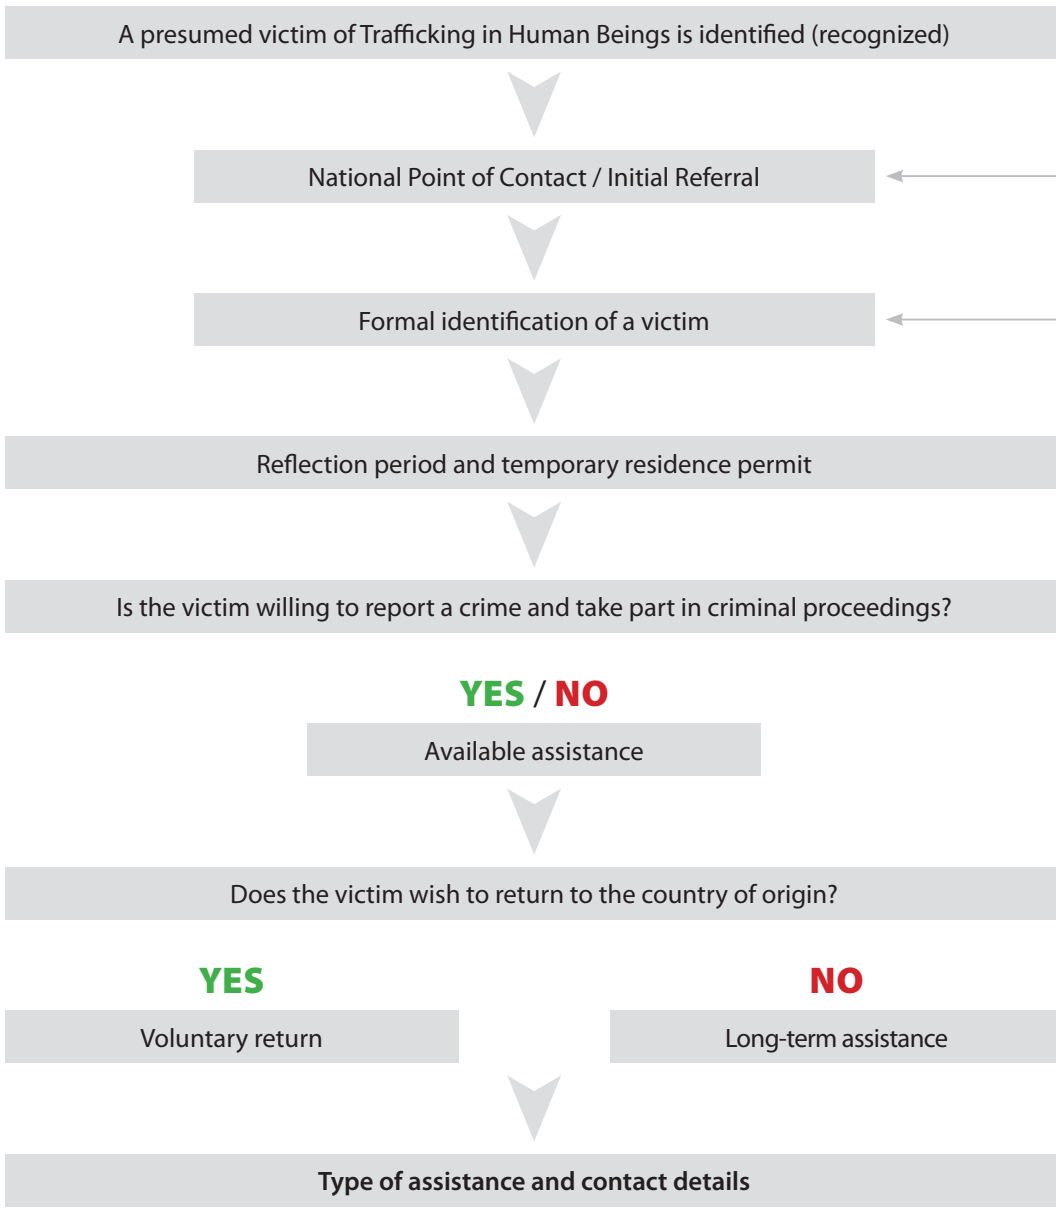 A presumed victim of Trafficking in Human Beings is identified (recognized)
National Point of Contact / Initial Referral
Formal identification of a victim
Reflection period and temporary residence permit
Is the victim willing to report a crime and take part in criminal proceedings?
YES / NO
Available assistance
Does the victim wish to return to the country of origin?
YES NO
Voluntary return Long-term assistance
Type of assistance and contact details